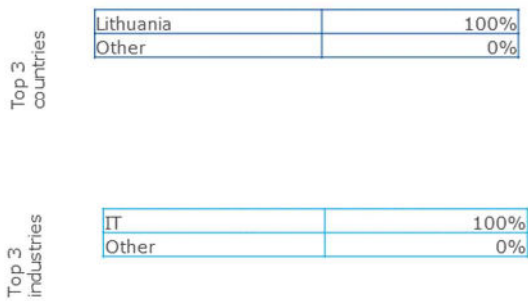 Top 3
countries
Lithuania 100%
Other 0%
Top 3
industries
IT 100%
Other 0%